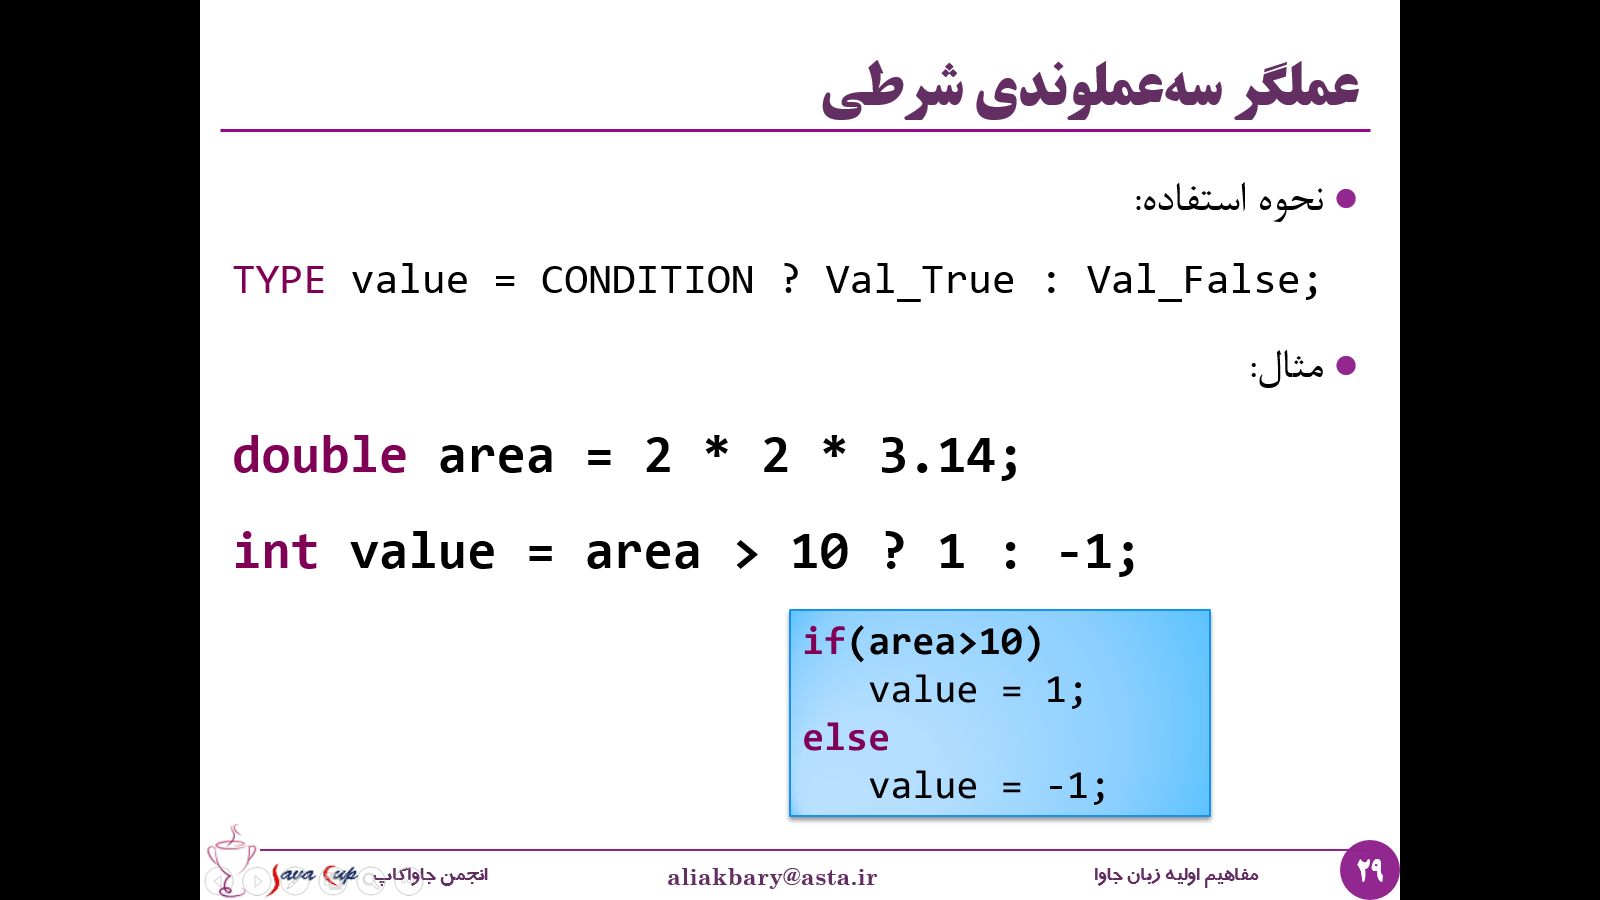 عملگر سه‌عملوندی شرطی
نحوه استفاده:
TYPE value = CONDITION ? Val_True : Val_False;
مثال:
double area = 2 * 2 * 3.14;
int value = area > 10 ? 1 : -1;
if(area>10)
value = 1;
else
value = -1;
۲۹
مفاهیم اولیه زبان جاوا
aliakbary@asta.ir
انجمن جاواکاپ
Java Cup